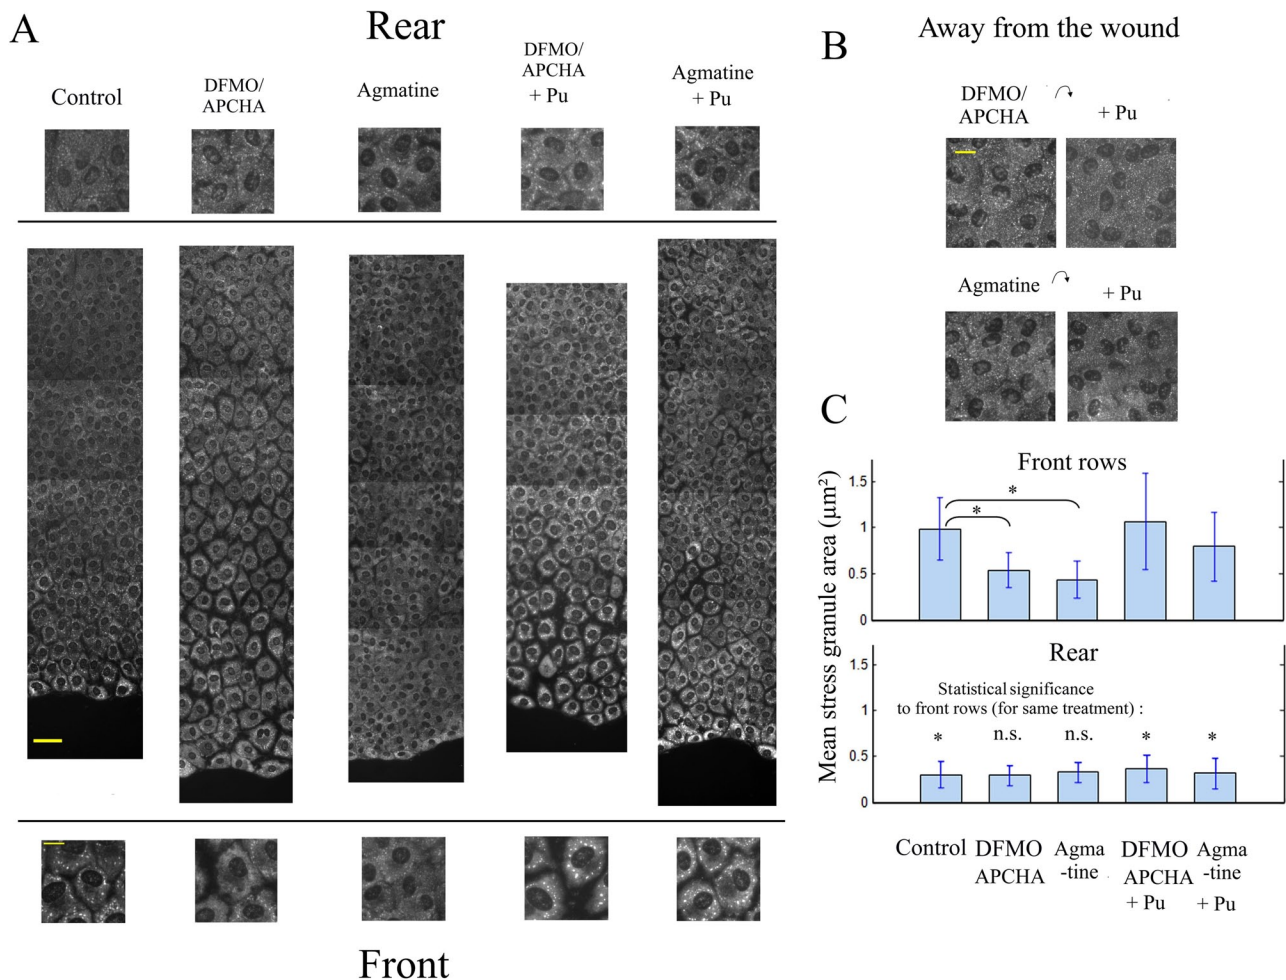 A
Rear
Control
DFMO/
APCHA
Agmatine
DFMO/
APCHA
+ Pu
Agmatine
+ Pu
Front
B
Away from the wound
DFMO/
APCHA
+ Pu
Agmatine
+ Pu
C
Mean stress granule area (µm²)
Front rows
1.5
1
0.5
0
*
*
Rear
1.5
1
0.5
0
Statistical significance
to front rows (for same treatment) :
* n.s. n.s. * *
Control
DFMO
APCHA
Agma
-tine
DFMO
APCHA
+ Pu
Agma
-tine
+ Pu